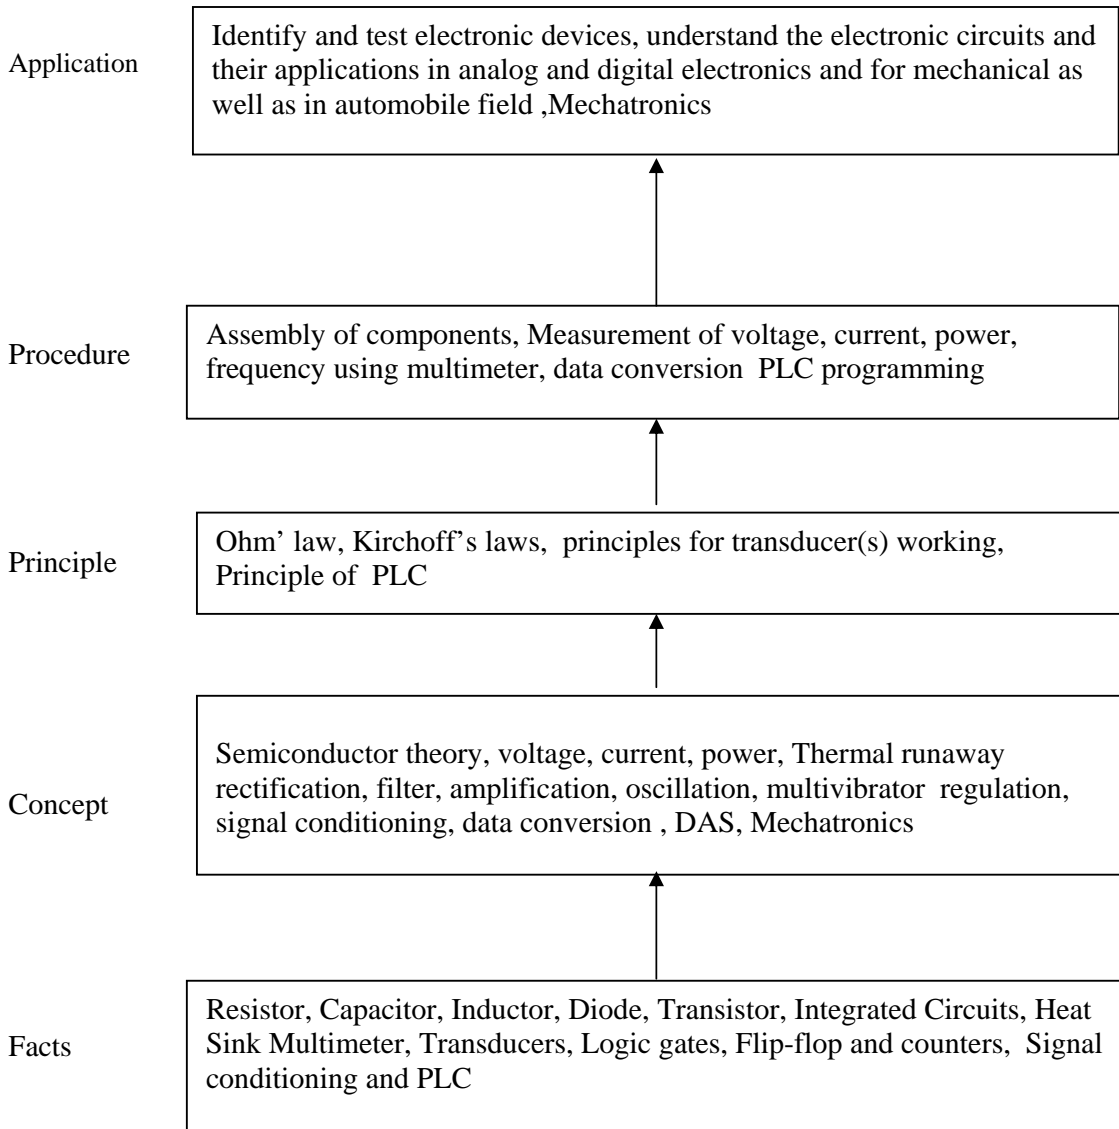 Application
Identify and test electronic devices, understand the electronic circuits and
their applications in analog and digital electronics and for mechanical as
well as in automobile field ,Mechatronics
Procedure
Assembly of components, Measurement of voltage, current, power,
frequency using multimeter, data conversion  PLC programming
Principle
Ohm’ law, Kirchoff’s laws,  principles for transducer(s) working,
Principle of  PLC
Concept
Semiconductor theory, voltage, current, power, Thermal runaway
rectification, filter, amplification, oscillation, multivibrator  regulation,
signal conditioning, data conversion , DAS, Mechatronics
Facts
Resistor, Capacitor, Inductor, Diode, Transistor, Integrated Circuits, Heat
Sink Multimeter, Transducers, Logic gates, Flip-flop and counters,  Signal
conditioning and PLC